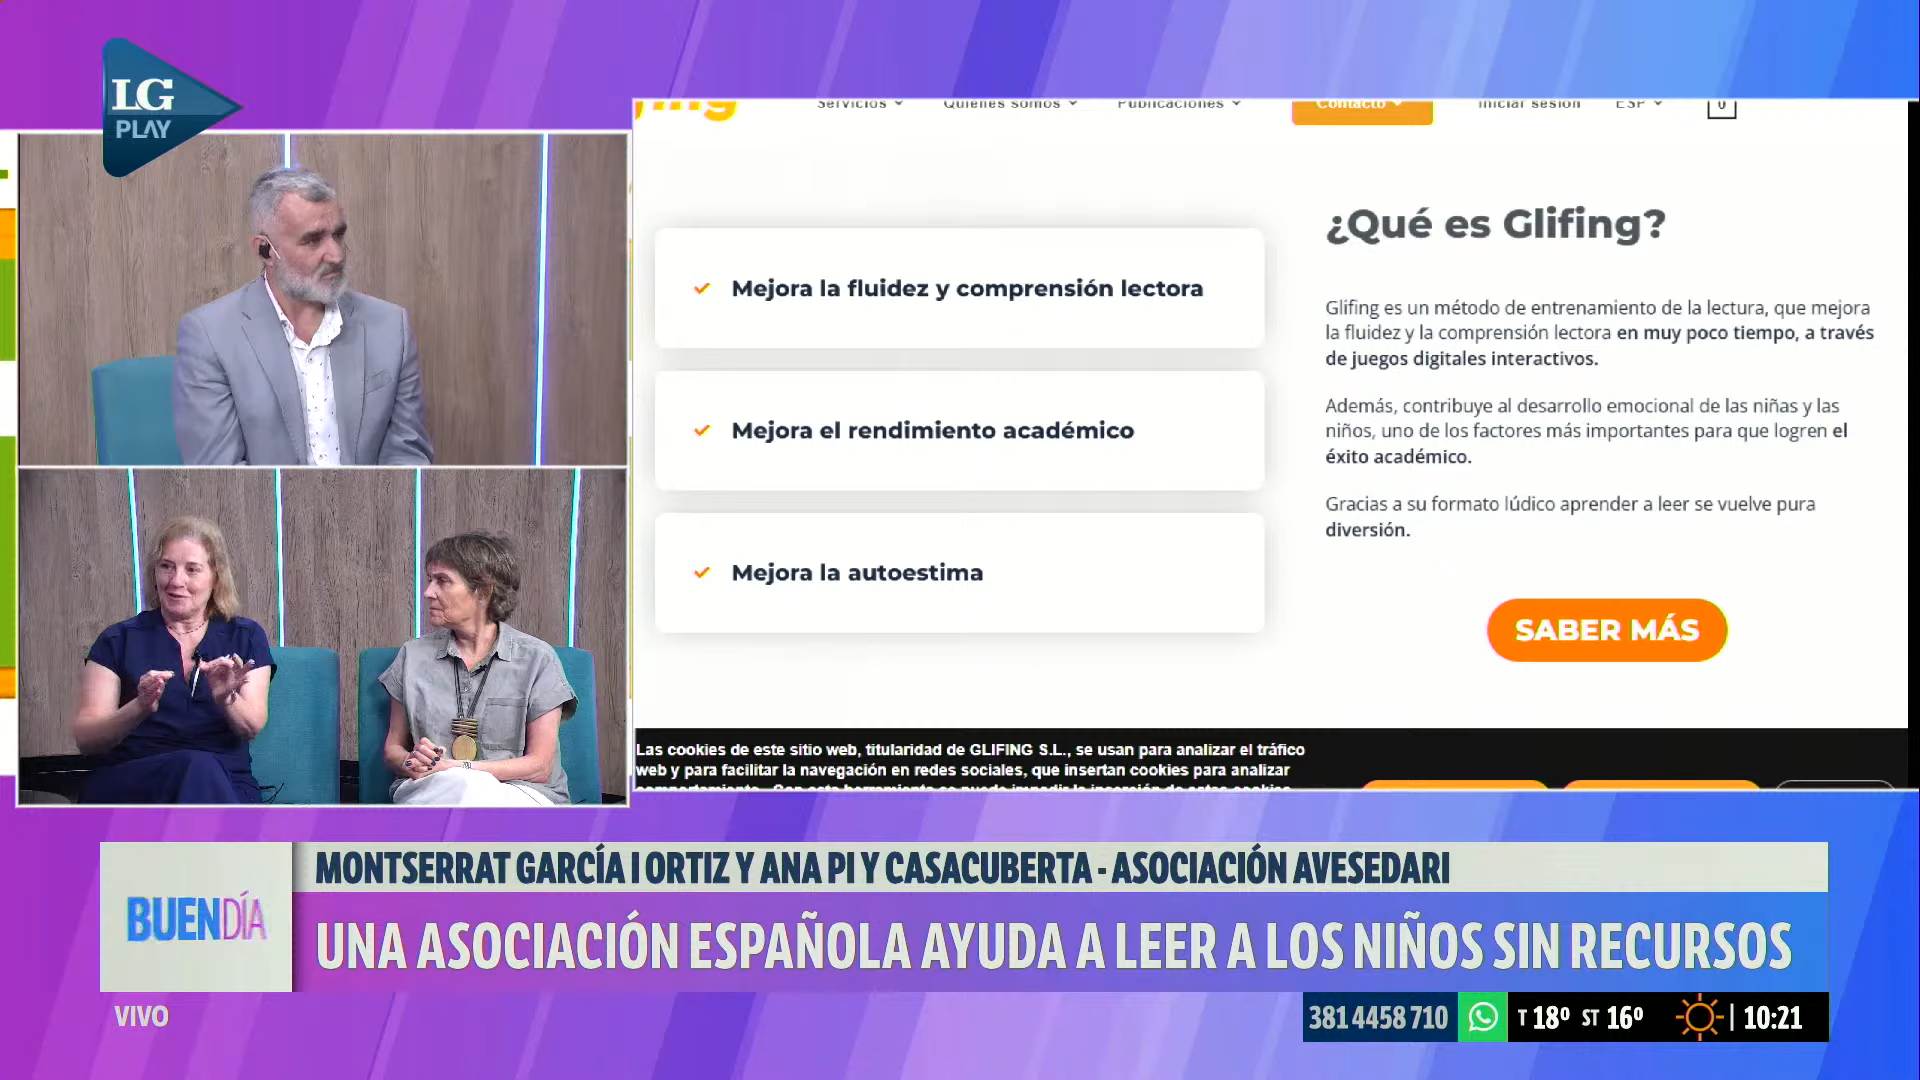 LG
PLAY
Servicios
Quiénes somos
Publicaciones
Contacto
Iniciar sesión
ESP
0
Mejora la fluidez y comprensión lectora
Mejora el rendimiento académico
Mejora la autoestima
¿Qué es Glifing?
Glifing es un método de entrenamiento de la lectura, que mejora
la fluidez y la comprensión lectora en muy poco tiempo, a través
de juegos digitales interactivos.
Además, contribuye al desarrollo emocional de las niñas y las
niños, uno de los factores más importantes para que logren el
éxito académico.
Gracias a su formato lúdico aprender a leer se vuelve pura
diversión.
SABER MÁS
Las cookies de este sitio web, titularidad de GLIFING S.L., se usan para analizar el tráfico
web y para facilitar la navegación en redes sociales, que insertan cookies para analizar
MONTSERRAT GARCÍA I ORTIZ Y ANA PI Y CASACUBERTA - ASOCIACIÓN AVESEDARI
BUENDÍA
UNA ASOCIACIÓN ESPAÑOLA AYUDA A LEER A LOS NIÑOS SIN RECURSOS
VIVO
381 4458 710
T 18º ST 16º
10:21